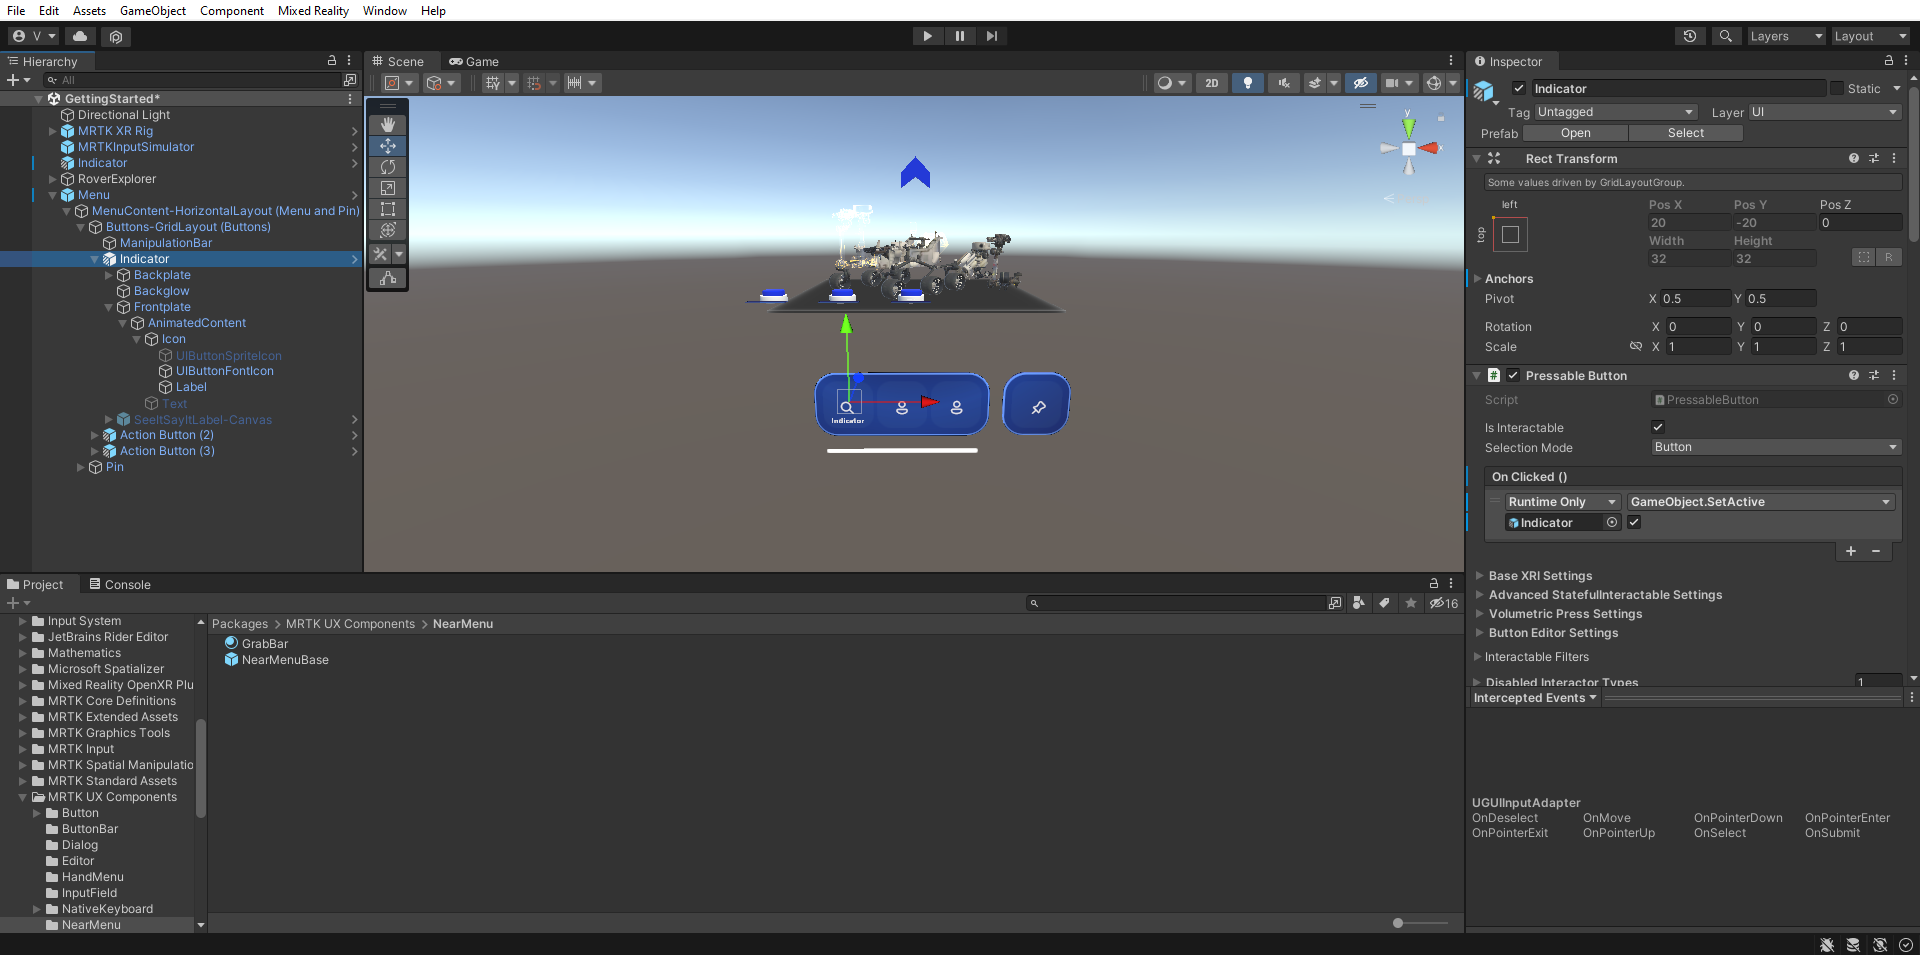 File Edit Assets GameObject Component Mixed Reality Window Help
V Layers Layout
Hierarchy
All
GettingStarted*
Directional Light
MRTK XR Rig
MRTKInputSimulator
Indicator
RoverExplorer
Menu
MenuContent-HorizontalLayout (Menu and Pin)
Buttons-GridLayout (Buttons)
ManipulationBar
Indicator
Backplate
Backglow
Frontplate
AnimatedContent
Icon
UIButtonSpriteIcon
UIButtonFontIcon
Label
Text
SeeItSayItLabel-Canvas
Action Button (2)
Action Button (3)
Pin
Scene Game
2D
y
x
Indicator
Inspector
Indicator Static
Tag Untagged Layer UI
Prefab Open Select
Rect Transform
Some values driven by GridLayoutGroup.
left Pos X Pos Y Pos Z
top 20 -20 0
Width Height
32 32 R
Anchors
Pivot X 0.5 Y 0.5
Rotation X 0 Y 0 Z 0
Scale X 1 Y 1 Z 1
# Pressable Button
Script PressableButton
Is Interactable
Selection Mode Button
On Clicked ()
Runtime Only GameObject.SetActive
Indicator
+ −
Base XRI Settings
Advanced StatefulInteractable Settings
Volumetric Press Settings
Button Editor Settings
Interactable Filters
Disabled Interactor Types 1
Intercepted Events
UGUIInputAdapter
OnDeselect OnMove OnPointerDown OnPointerEnter
OnPointerExit OnPointerUp OnSelect OnSubmit
Project Console
16
Input System
JetBrains Rider Editor
Mathematics
Microsoft Spatializer
Mixed Reality OpenXR Plu
MRTK Core Definitions
MRTK Extended Assets
MRTK Graphics Tools
MRTK Input
MRTK Spatial Manipulatio
MRTK Standard Assets
MRTK UX Components
Button
ButtonBar
Dialog
Editor
HandMenu
InputField
NativeKeyboard
NearMenu
Packages > MRTK UX Components > NearMenu
GrabBar
NearMenuBase